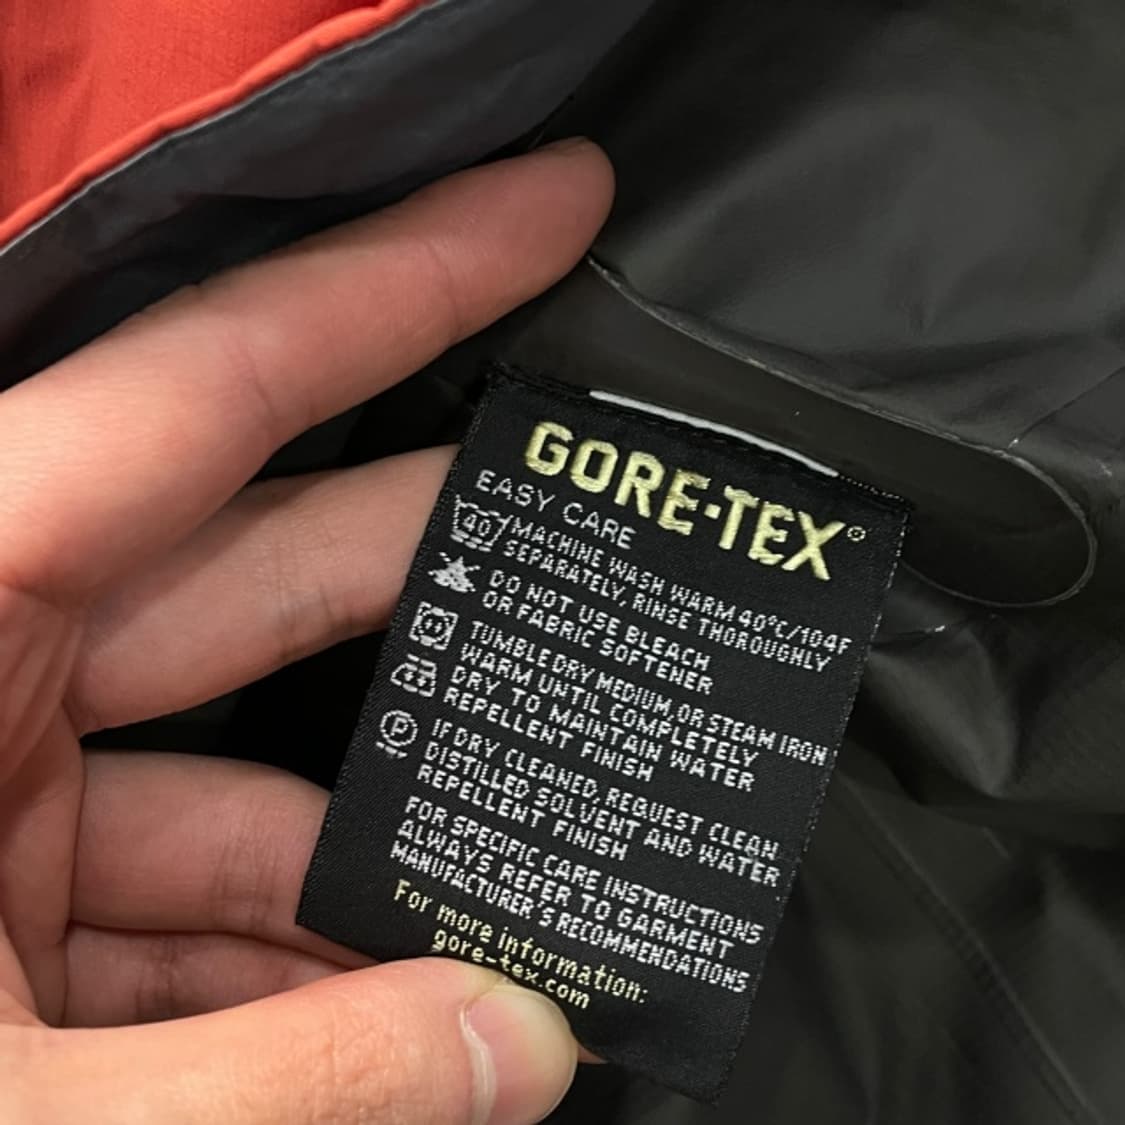 GORE-TEX®
EASY CARE
40 MACHINE WASH WARM 40°C/104F
SEPARATELY, RINSE THOROUGHLY
DO NOT USE BLEACH
OR FABRIC SOFTENER
TUMBLE DRY MEDIUM, OR STEAM IRON
WARM UNTIL COMPLETELY
DRY TO MAINTAIN WATER
REPELLENT FINISH
P IF DRY CLEANED, REQUEST CLEAN
DISTILLED SOLVENT AND WATER
REPELLENT FINISH
FOR SPECIFIC CARE INSTRUCTIONS
ALWAYS REFER TO GARMENT
MANUFACTURER'S RECOMMENDATIONS
For more information:
gore-tex.com